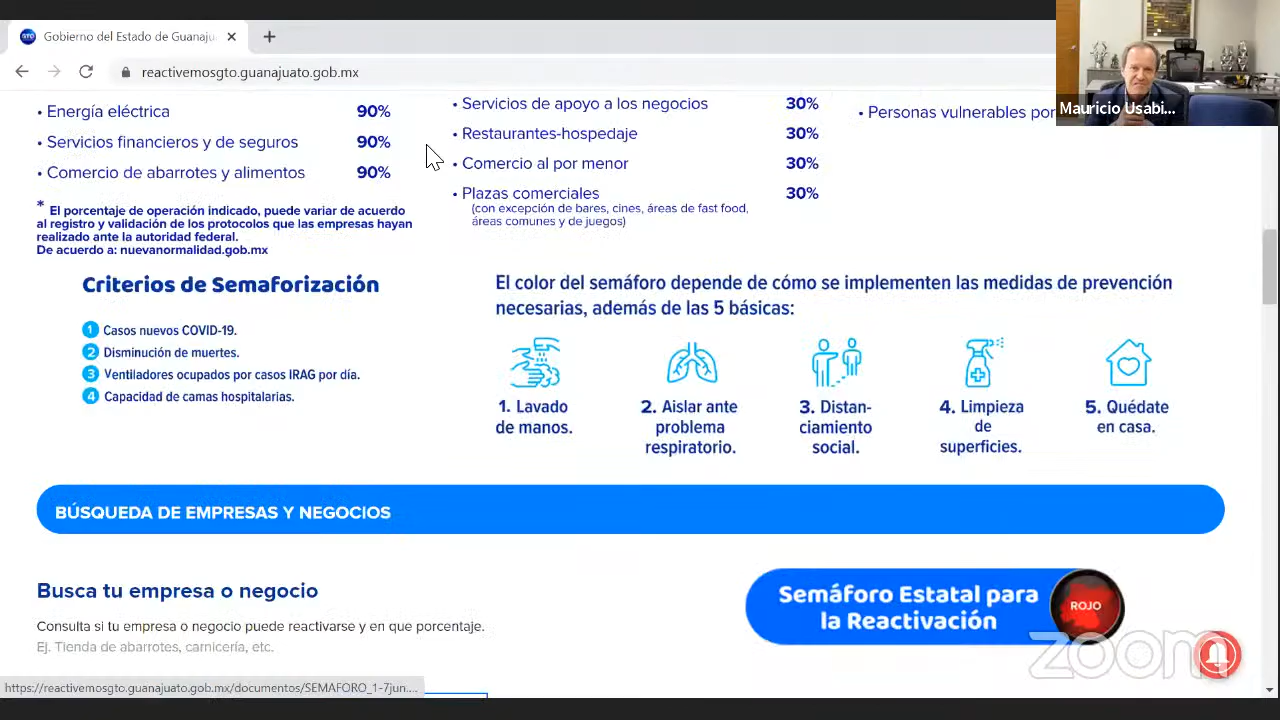 Gobierno del Estado de Guanaju
reactivemosgto.guanajuato.gob.mx
Mauricio Usabi...
• Energía eléctrica 90%
• Servicios financieros y de seguros 90%
• Comercio de abarrotes y alimentos 90%
* El porcentaje de operación indicado, puede variar de acuerdo
al registro y validación de los protocolos que las empresas hayan
realizado ante la autoridad federal.
De acuerdo a: nuevanormalidad.gob.mx
• Servicios de apoyo a los negocios 30%
• Restaurantes-hospedaje 30%
• Comercio al por menor 30%
• Plazas comerciales 30%
(con excepción de bares, cines, áreas de fast food,
áreas comunes y de juegos)
• Personas vulnerables por
Criterios de Semaforización
1 Casos nuevos COVID-19.
2 Disminución de muertes.
3 Ventiladores ocupados por casos IRAG por día.
4 Capacidad de camas hospitalarias.
El color del semáforo depende de cómo se implementen las medidas de prevención
necesarias, además de las 5 básicas:
1. Lavado
de manos.
2. Aislar ante
problema
respiratorio.
3. Distan-
ciamiento
social.
4. Limpieza
de
superficies.
5. Quédate
en casa.
BÚSQUEDA DE EMPRESAS Y NEGOCIOS
Busca tu empresa o negocio
Consulta si tu empresa o negocio puede reactivarse y en que porcentaje.
Ej. Tienda de abarrotes, carnicería, etc.
Semáforo Estatal para
la Reactivación
ROJO
zoom
https://reactivemosgto.guanajuato.gob.mx/documentos/SEMAFORO_1-7jun....